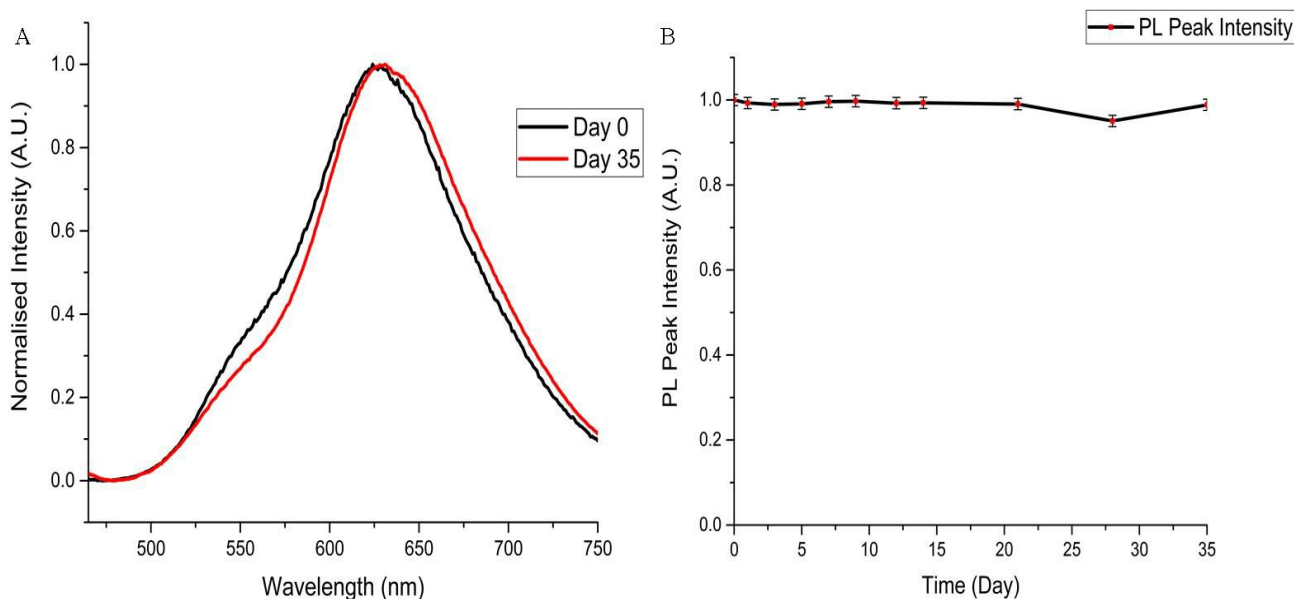 A
Normalised Intensity (A.U.)
1.0
0.8
0.6
0.4
0.2
0.0
500
550
600
650
700
750
Wavelength (nm)
Day 0
Day 35
B
PL Peak Intensity
PL Peak Intensity (A.U.)
1.0
0.8
0.6
0.4
0.2
0.0
0
5
10
15
20
25
30
35
Time (Day)